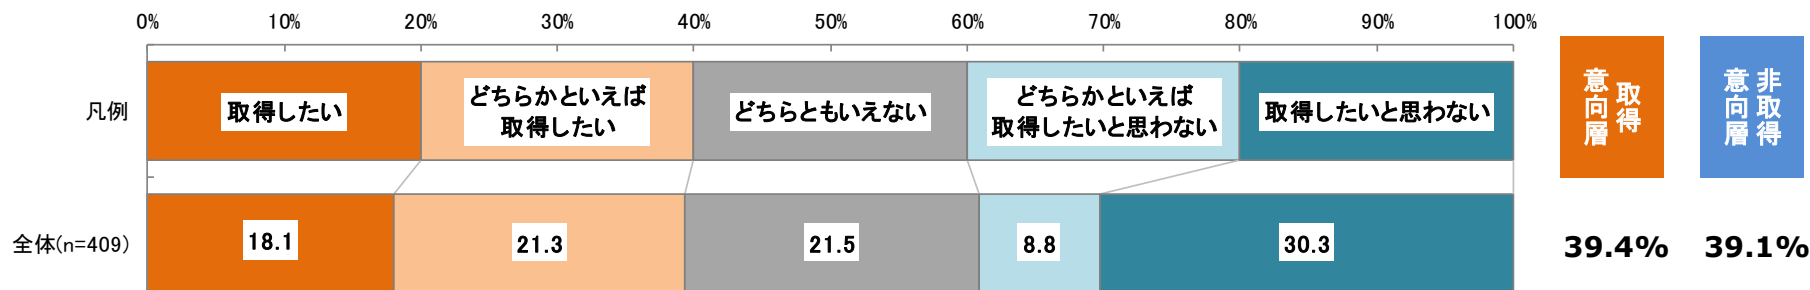 0% 10% 20% 30% 40% 50% 60% 70% 80% 90% 100%
凡例
取得したい
どちらかといえば
取得したい
どちらともいえない
どちらかといえば
取得したいと思わない
取得したいと思わない
取得
意向層
非取得
意向層
全体(n=409)
18.1
21.3
21.5
8.8
30.3
39.4%
39.1%